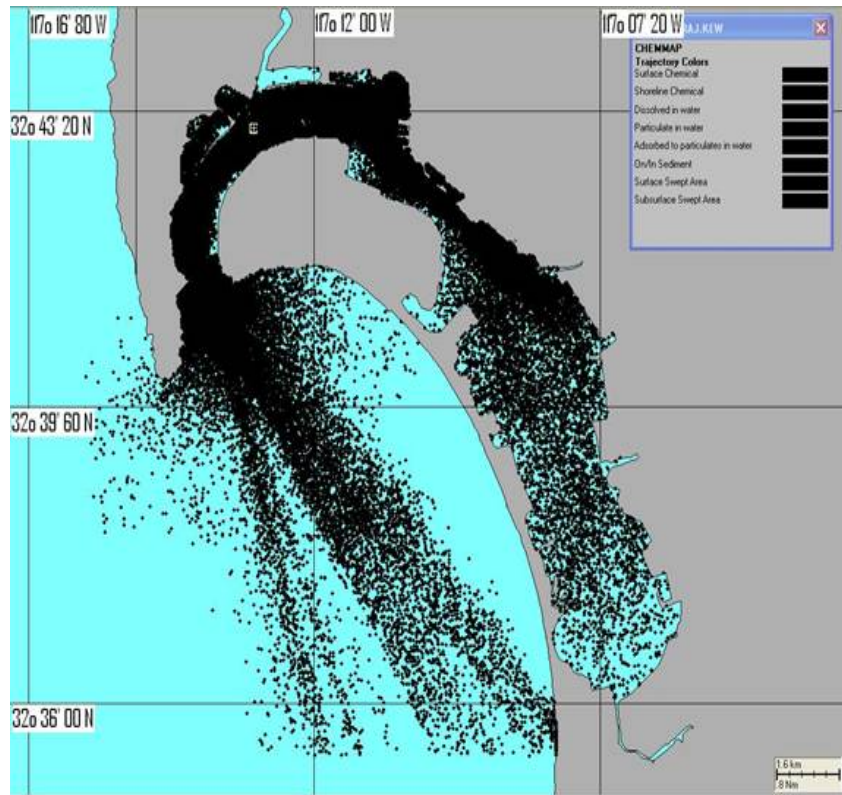 117o 16' 80 W
117o 12' 00 W
117o 07' 20 W
RAJ.KEW
CHEMMAP
Trajectory Colors
Surface Chemical
Shoreline Chemical
Dissolved in water
Particulate in water
Adsorbed to particulates in water
On/In Sediment
Surface Swept Area
Subsurface Swept Area
32o 43' 20 N
32o 39' 60 N
32o 36' 00 N
1.6 km
.8 Nm